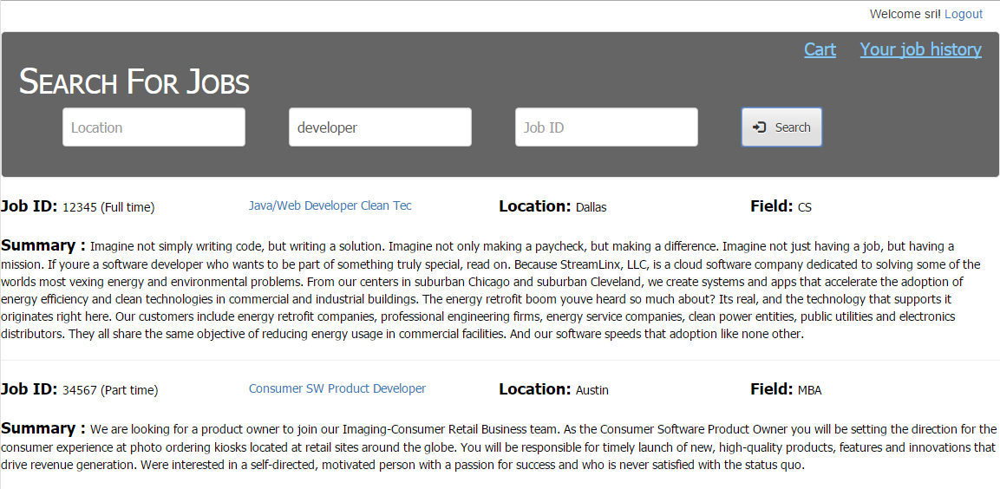 Welcome sri! Logout
Cart Your job history
Search For Jobs
Location developer Job ID Search
Job ID: 12345 (Full time) Java/Web Developer Clean Tec Location: Dallas Field: CS
Summary : Imagine not simply writing code, but writing a solution. Imagine not only making a paycheck, but making a difference. Imagine not just having a job, but having a
mission. If youre a software developer who wants to be part of something truly special, read on. Because StreamLinx, LLC, is a cloud software company dedicated to solving some of the
worlds most vexing energy and environmental problems. From our centers in suburban Chicago and suburban Cleveland, we create systems and apps that accelerate the adoption of
energy efficiency and clean technologies in commercial and industrial buildings. The energy retrofit boom youve heard so much about? Its real, and the technology that supports it
originates right here. Our customers include energy retrofit companies, professional engineering firms, energy service companies, clean power entities, public utilities and electronics
distributors. They all share the same objective of reducing energy usage in commercial facilities. And our software speeds that adoption like none other.
Job ID: 34567 (Part time) Consumer SW Product Developer Location: Austin Field: MBA
Summary : We are looking for a product owner to join our Imaging-Consumer Retail Business team. As the Consumer Software Product Owner you will be setting the direction for the
consumer experience at photo ordering kiosks located at retail sites around the globe. You will be responsible for timely launch of new, high-quality products, features and innovations that
drive revenue generation. Were interested in a self-directed, motivated person with a passion for success and who is never satisfied with the status quo.